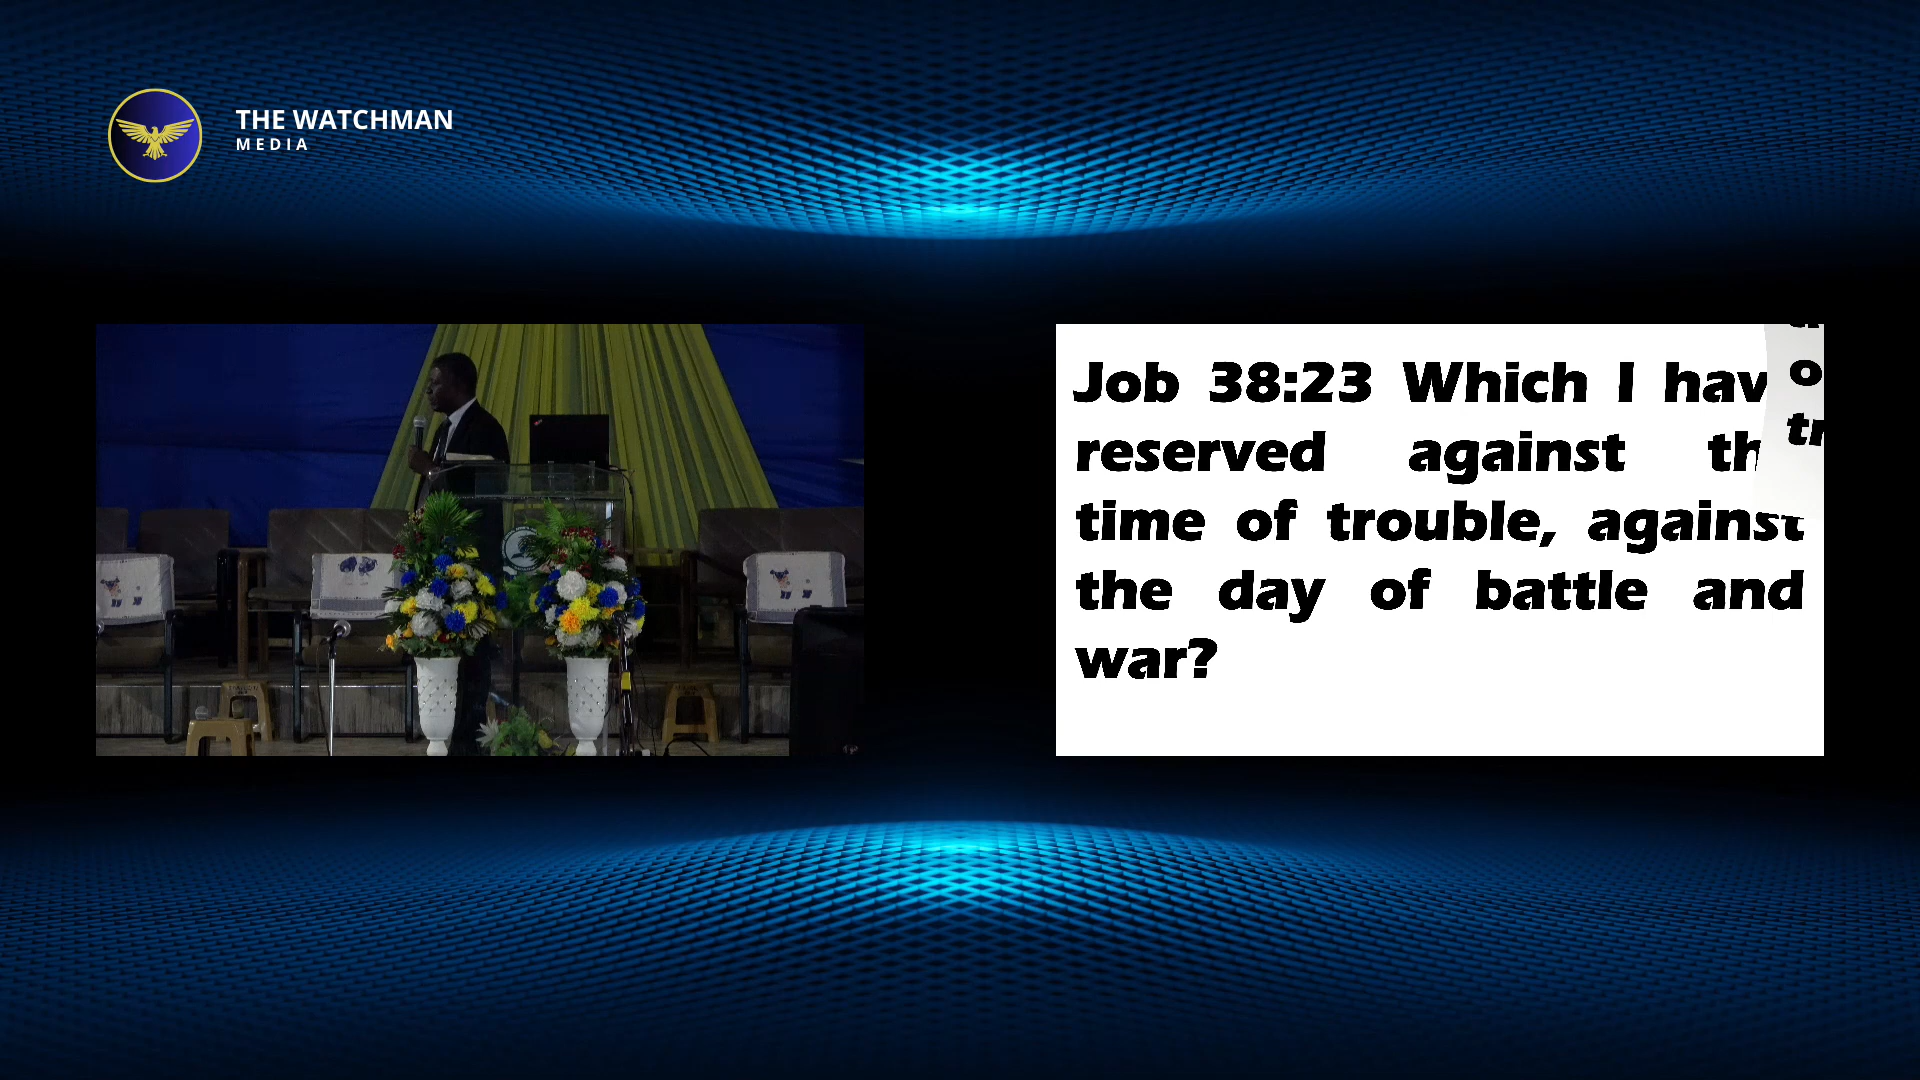 THE WATCHMAN
MEDIA
Job 38:23 Which I hav
reserved against th
time of trouble, against
the day of battle and
war?